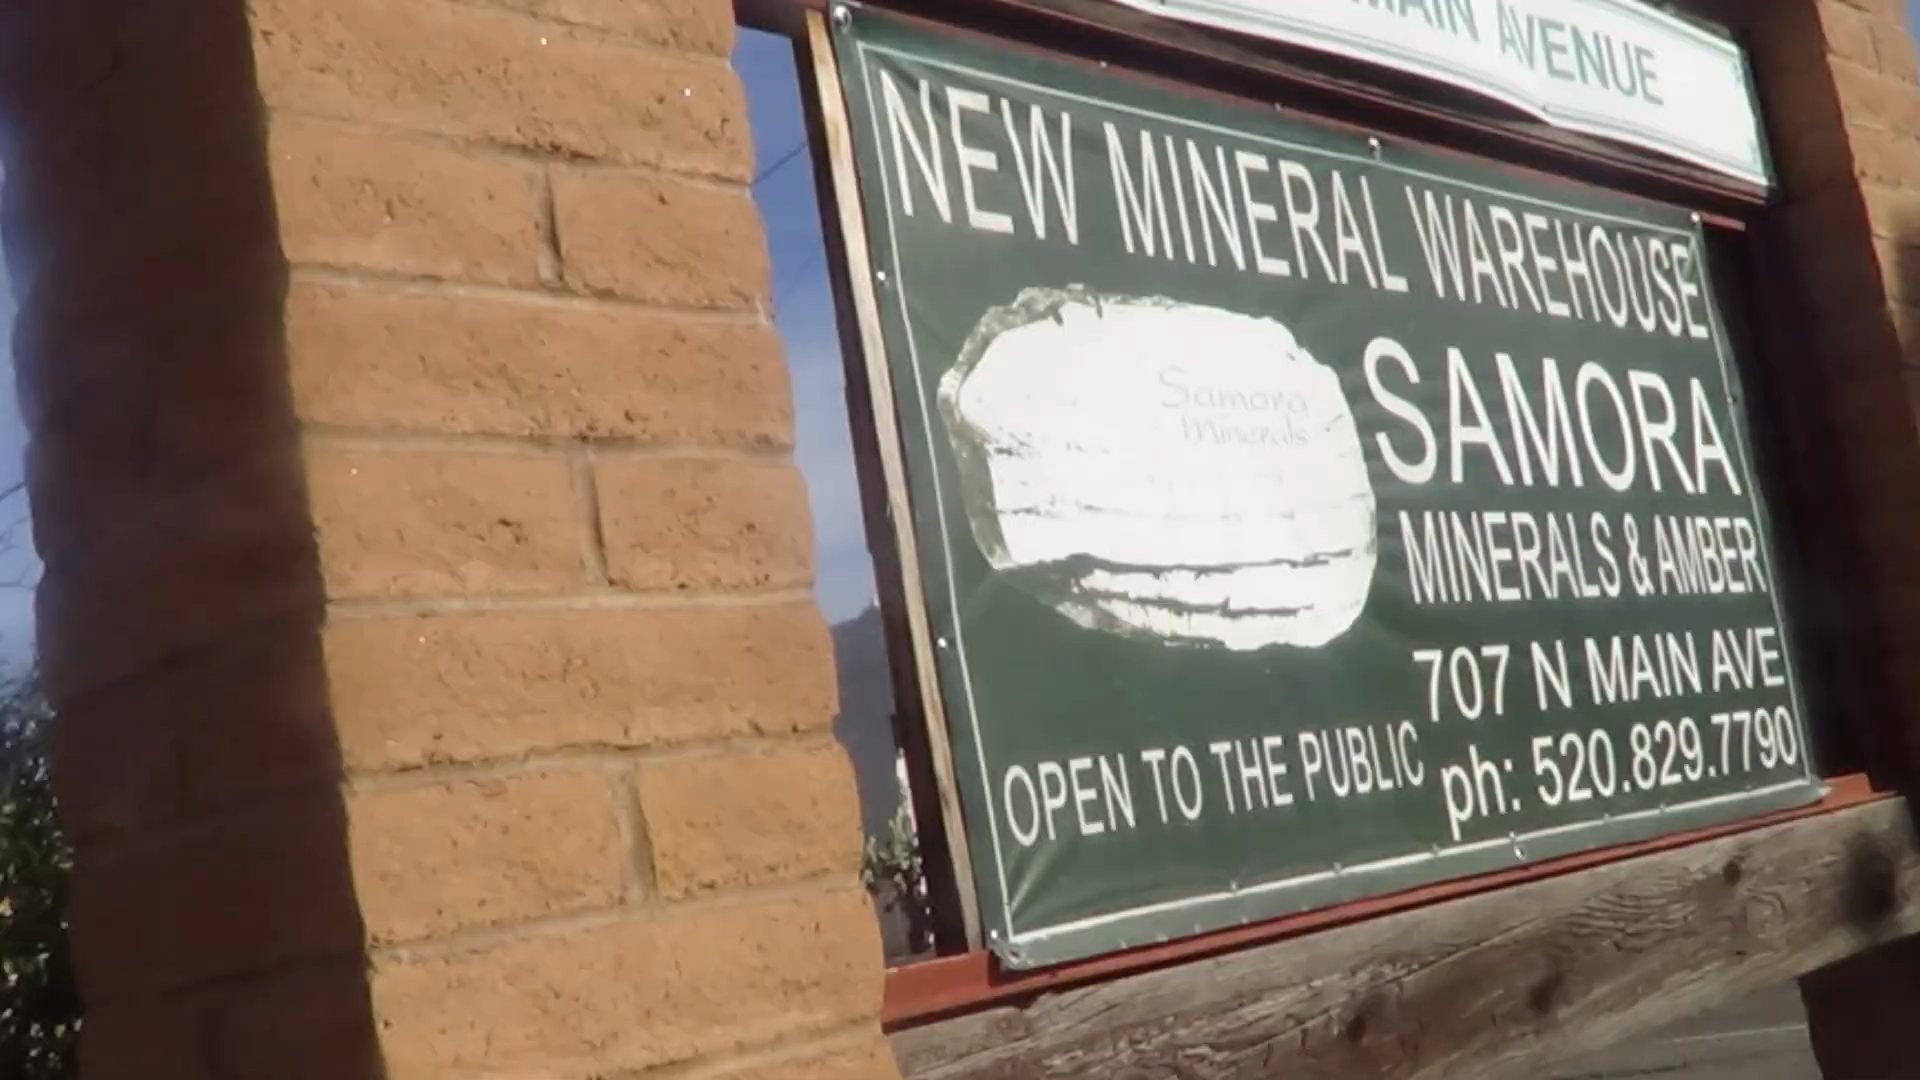 MAIN AVENUE
NEW MINERAL WAREHOUSE
Samora
Minerals
SAMORA
MINERALS & AMBER
707 N MAIN AVE
OPEN TO THE PUBLIC
ph: 520.829.7790